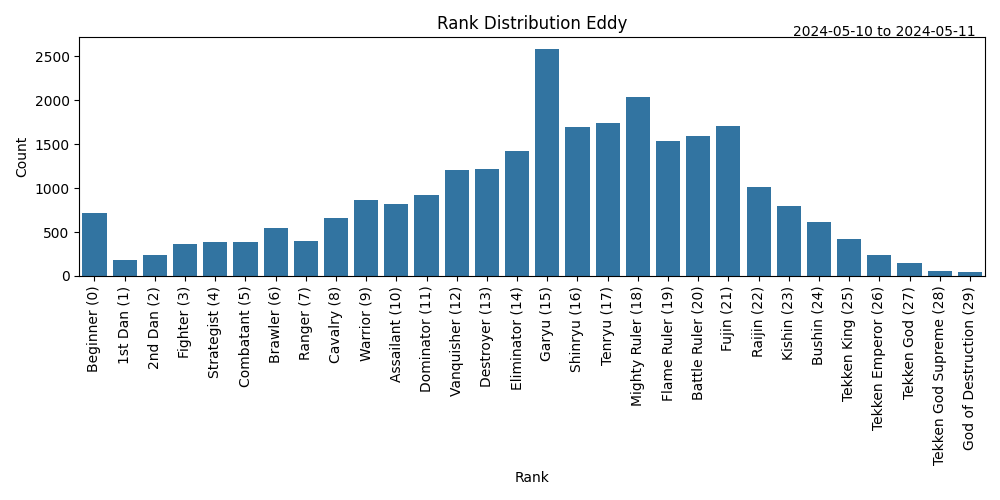 Rank Distribution Eddy
2024-05-10 to 2024-05-11
Count
2500
2000
1500
1000
500
0
Beginner (0)
1st Dan (1)
2nd Dan (2)
Fighter (3)
Strategist (4)
Combatant (5)
Brawler (6)
Ranger (7)
Cavalry (8)
Warrior (9)
Assailant (10)
Dominator (11)
Vanquisher (12)
Destroyer (13)
Eliminator (14)
Garyu (15)
Shinryu (16)
Tenryu (17)
Mighty Ruler (18)
Flame Ruler (19)
Battle Ruler (20)
Fujin (21)
Raijin (22)
Kishin (23)
Bushin (24)
Tekken King (25)
Tekken Emperor (26)
Tekken God (27)
Tekken God Supreme (28)
God of Destruction (29)
Rank